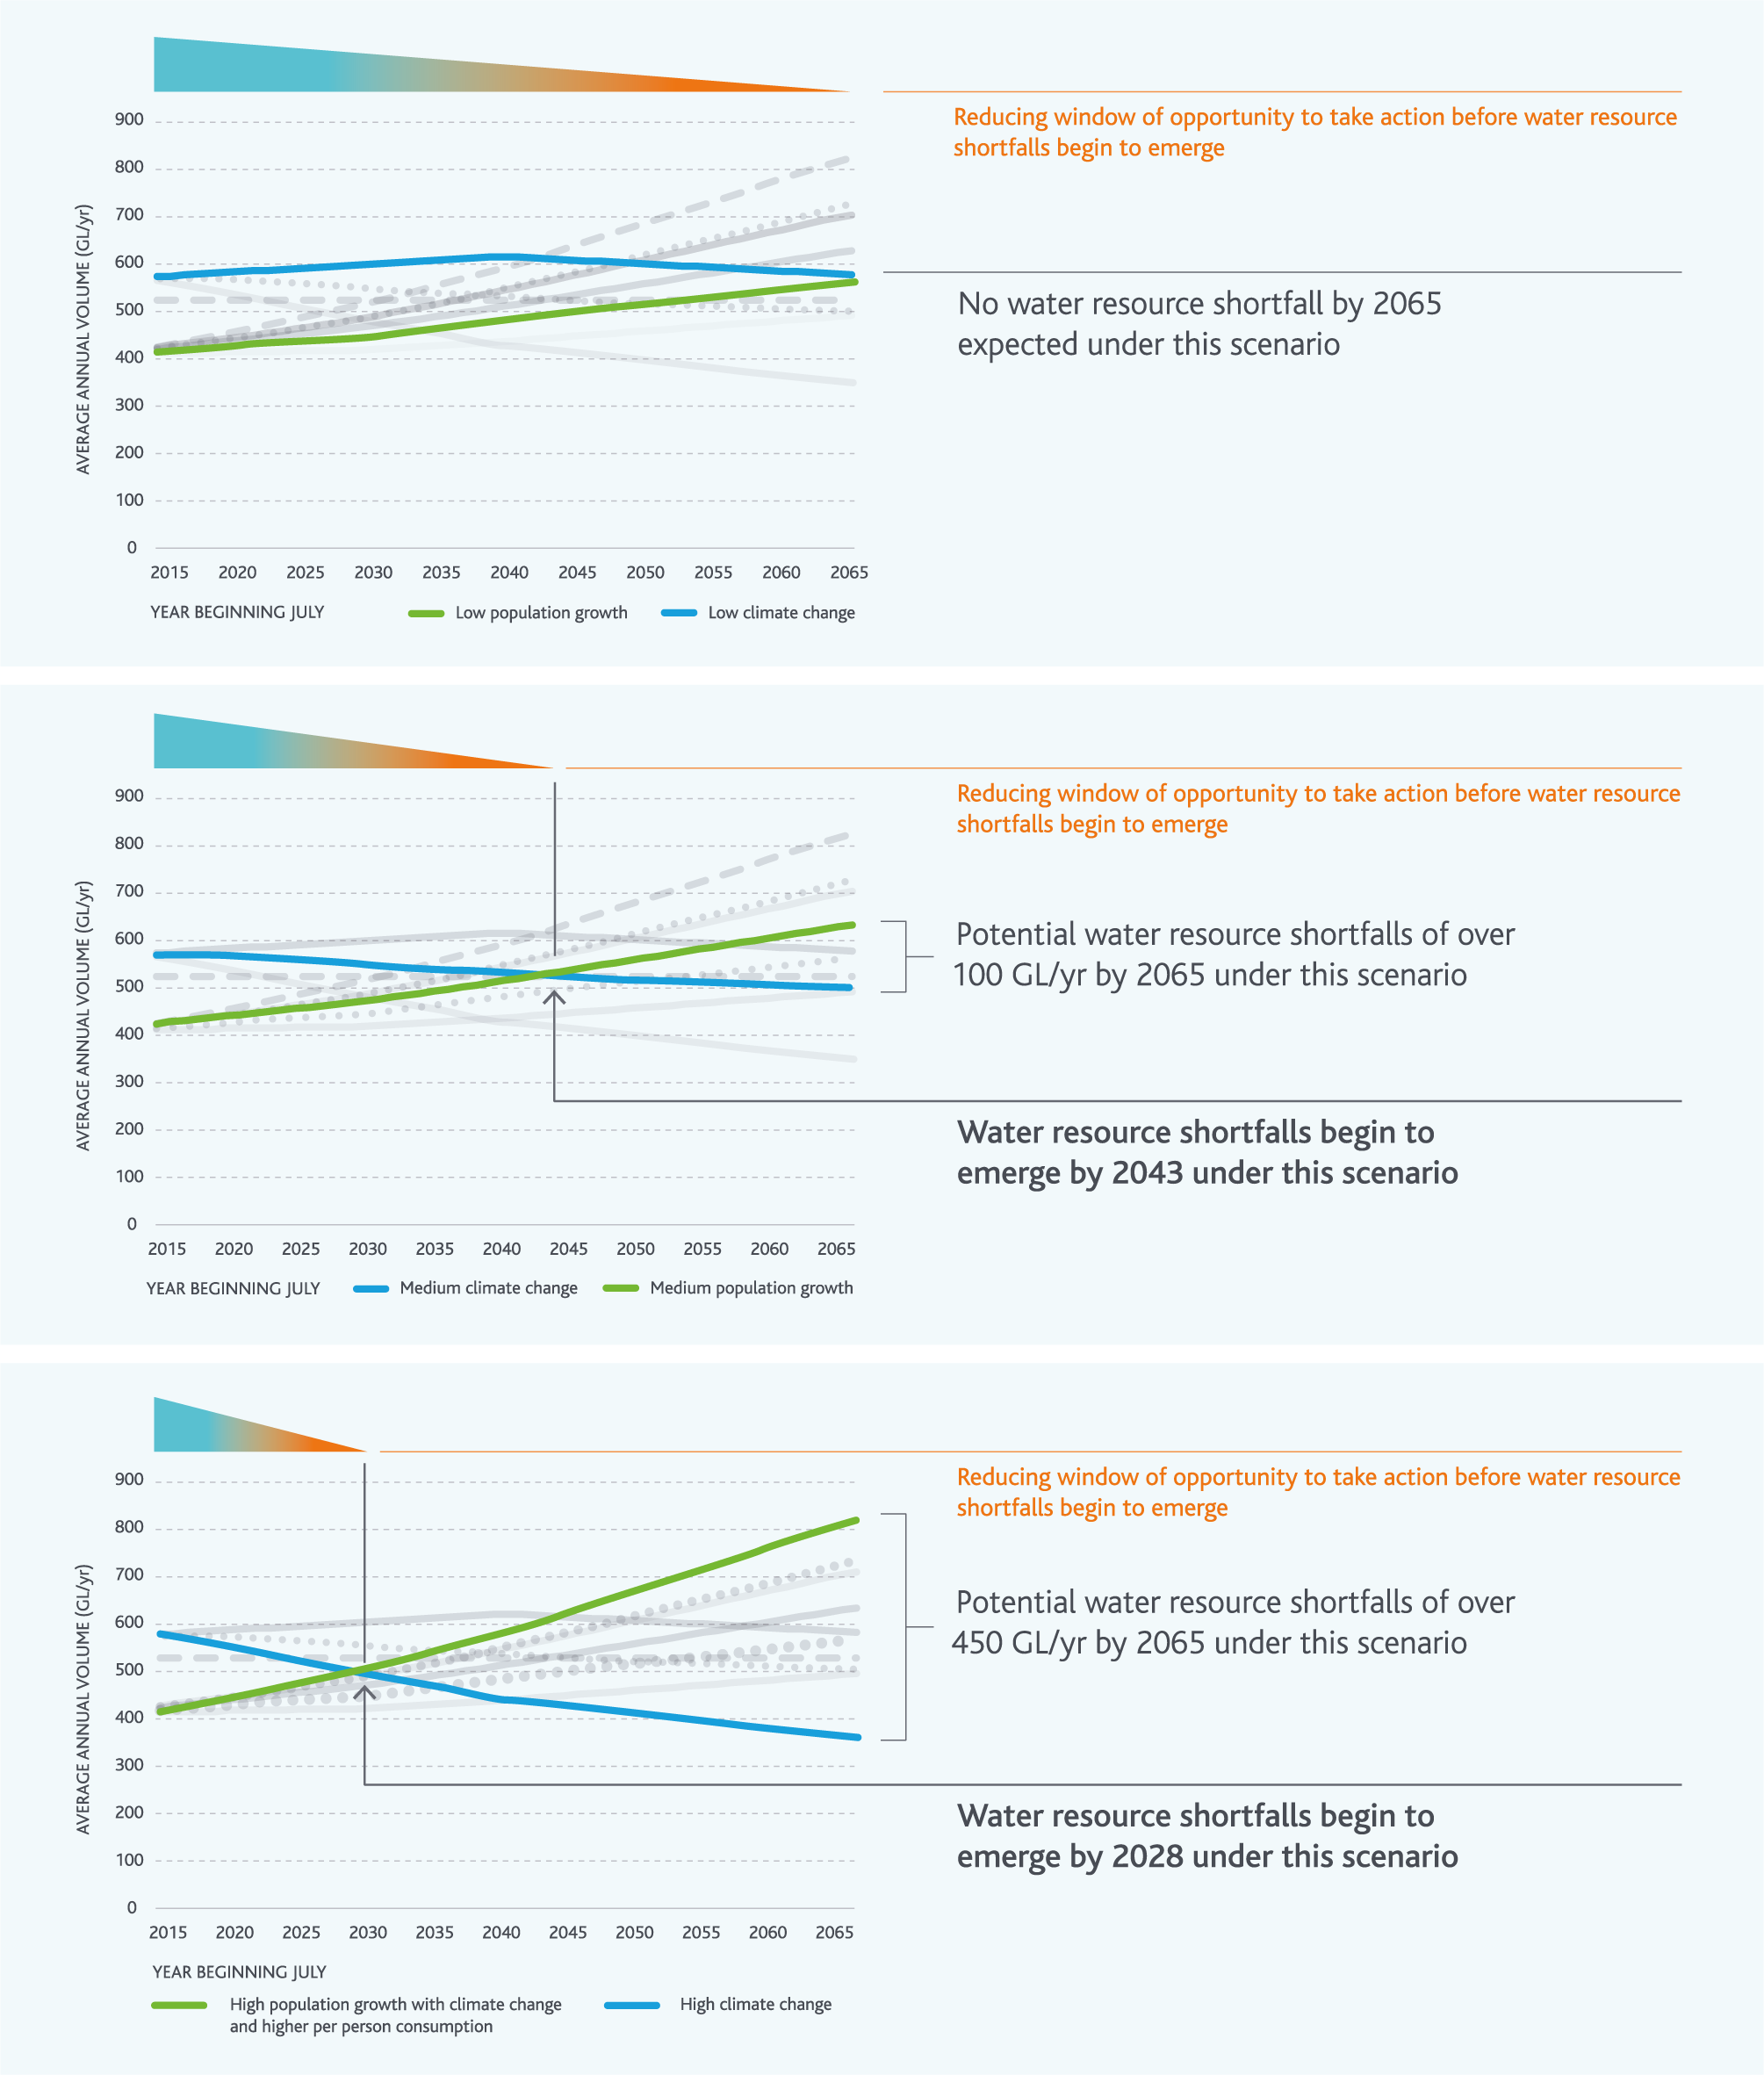 Reducing window of opportunity to take action before water resource
shortfalls begin to emerge
AVERAGE ANNUAL VOLUME (GL/yr)
900
800
700
600
500
400
300
200
100
0
No water resource shortfall by 2065
expected under this scenario
2015 2020 2025 2030 2035 2040 2045 2050 2055 2060 2065
YEAR BEGINNING JULY
Low population growth
Low climate change
Reducing window of opportunity to take action before water resource
shortfalls begin to emerge
AVERAGE ANNUAL VOLUME (GL/yr)
900
800
700
600
500
400
300
200
100
0
Potential water resource shortfalls of over
100 GL/yr by 2065 under this scenario
Water resource shortfalls begin to
emerge by 2043 under this scenario
2015 2020 2025 2030 2035 2040 2045 2050 2055 2060 2065
YEAR BEGINNING JULY
Medium climate change
Medium population growth
Reducing window of opportunity to take action before water resource
shortfalls begin to emerge
AVERAGE ANNUAL VOLUME (GL/yr)
900
800
700
600
500
400
300
200
100
0
Potential water resource shortfalls of over
450 GL/yr by 2065 under this scenario
Water resource shortfalls begin to
emerge by 2028 under this scenario
2015 2020 2025 2030 2035 2040 2045 2050 2055 2060 2065
YEAR BEGINNING JULY
High population growth with climate change
and higher per person consumption
High climate change